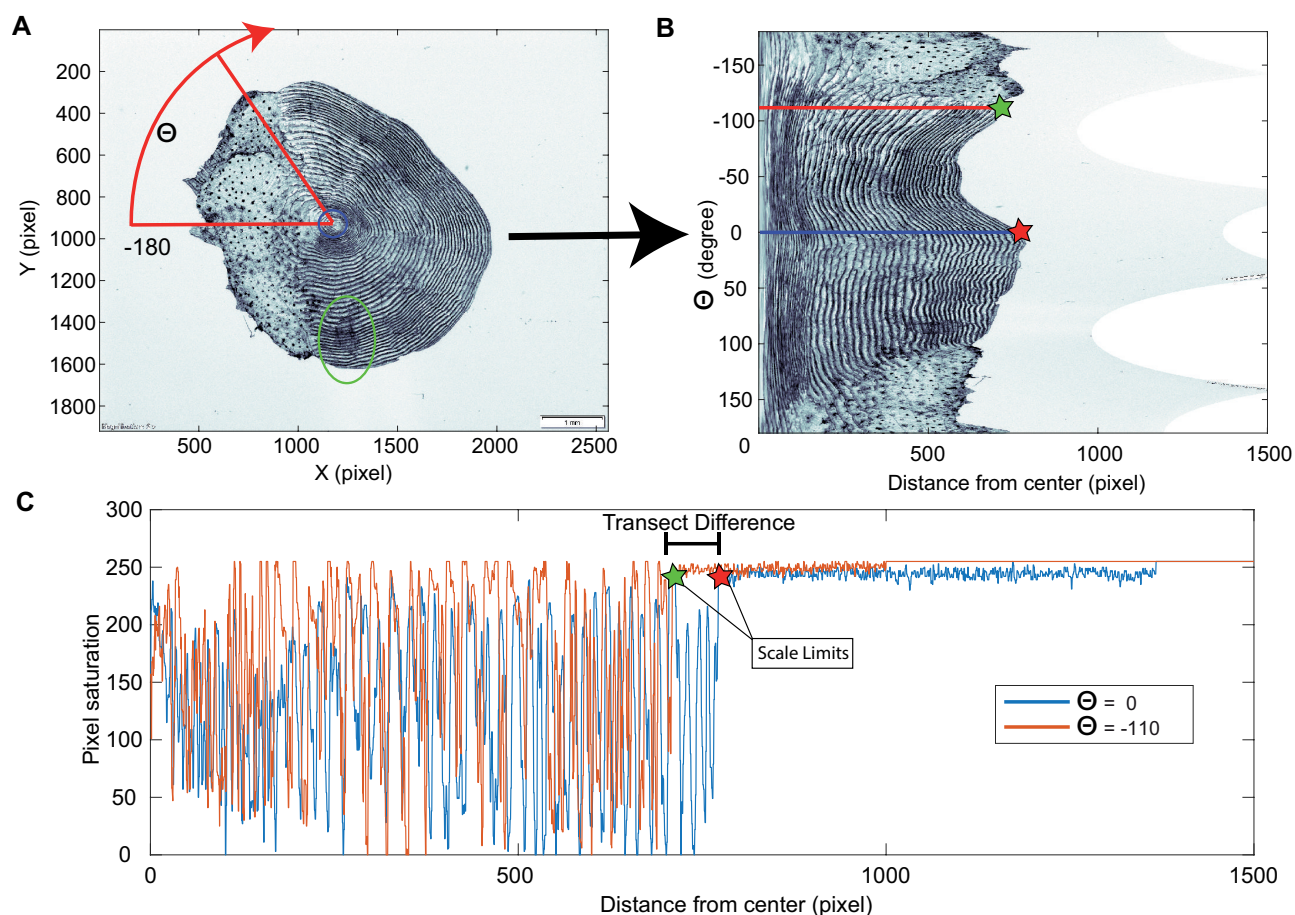 A
200
400
600
800
1000
1200
1400
1600
1800
Y (pixel)
Θ
-180
1 mm
500
1000
1500
2000
2500
X (pixel)
B
-150
-100
-50
0
50
100
150
Θ (degree)
0
500
1000
1500
Distance from center (pixel)
C
300
250
200
150
100
50
0
Pixel saturation
Transect Difference
Scale Limits
Θ = 0
Θ = -110
0
500
1000
1500
Distance from center (pixel)